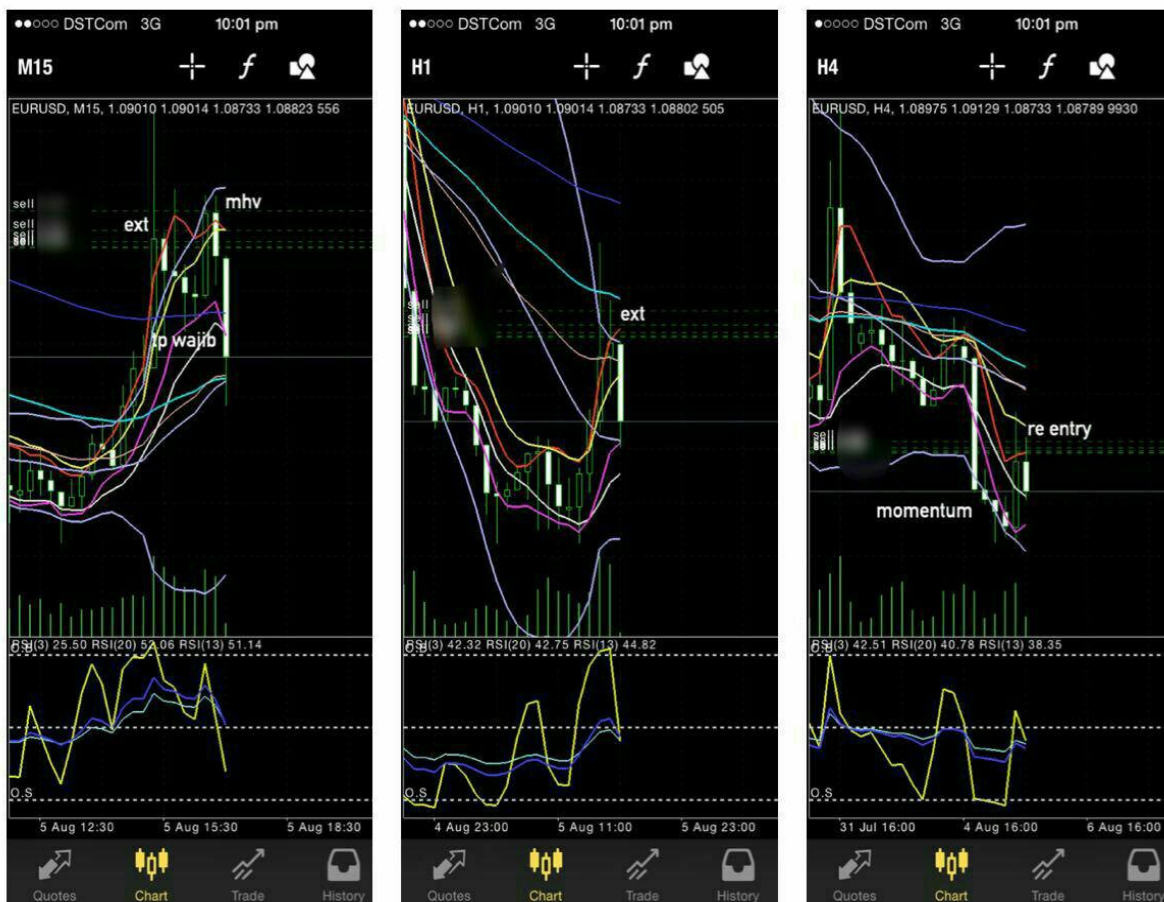 DSTCom 3G 10:01 pm
M15
EURUSD, M15, 1.09010 1.09014 1.08733 1.08823 556
sell
mhv
sell
ext
sell
tp wajib
RSI(3) 25.50 RSI(20) 52.06 RSI(13) 51.14
O.B
O.S
5 Aug 12:30 5 Aug 15:30 5 Aug 18:30
Quotes Chart Trade History
DSTCom 3G 10:01 pm
H1
EURUSD, H1, 1.09010 1.09014 1.08733 1.08802 505
sell
ext
sell
sell
RSI(3) 42.32 RSI(20) 42.75 RSI(13) 44.82
O.B
O.S
4 Aug 23:00 5 Aug 11:00 5 Aug 23:00
Quotes Chart Trade History
DSTCom 3G 10:01 pm
H4
EURUSD, H4, 1.08975 1.09129 1.08733 1.08789 9930
re entry
sell
momentum
RSI(3) 42.51 RSI(20) 40.78 RSI(13) 38.35
O.B
O.S
31 Jul 16:00 4 Aug 16:00 6 Aug 16:00
Quotes Chart Trade History